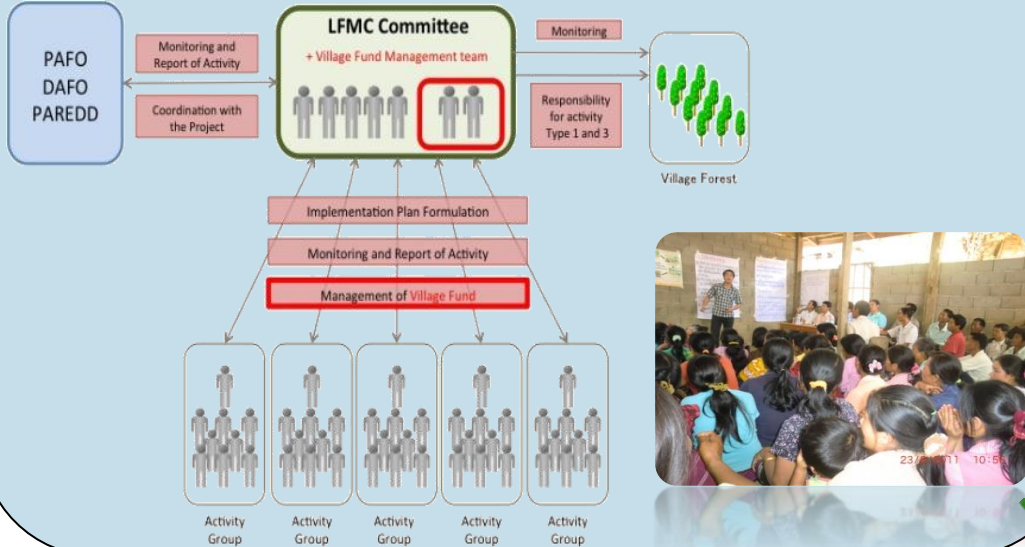 PAFO
DAFO
PAREDD
Monitoring and
Report of Activity
Coordination with
the Project
LFMC Committee
+ Village Fund Management team
Monitoring
Responsibility
for activity
Type 1 and 3
Village Forest
Implementation Plan Formulation
Monitoring and Report of Activity
Management of Village Fund
Activity
Group
Activity
Group
Activity
Group
Activity
Group
Activity
Group